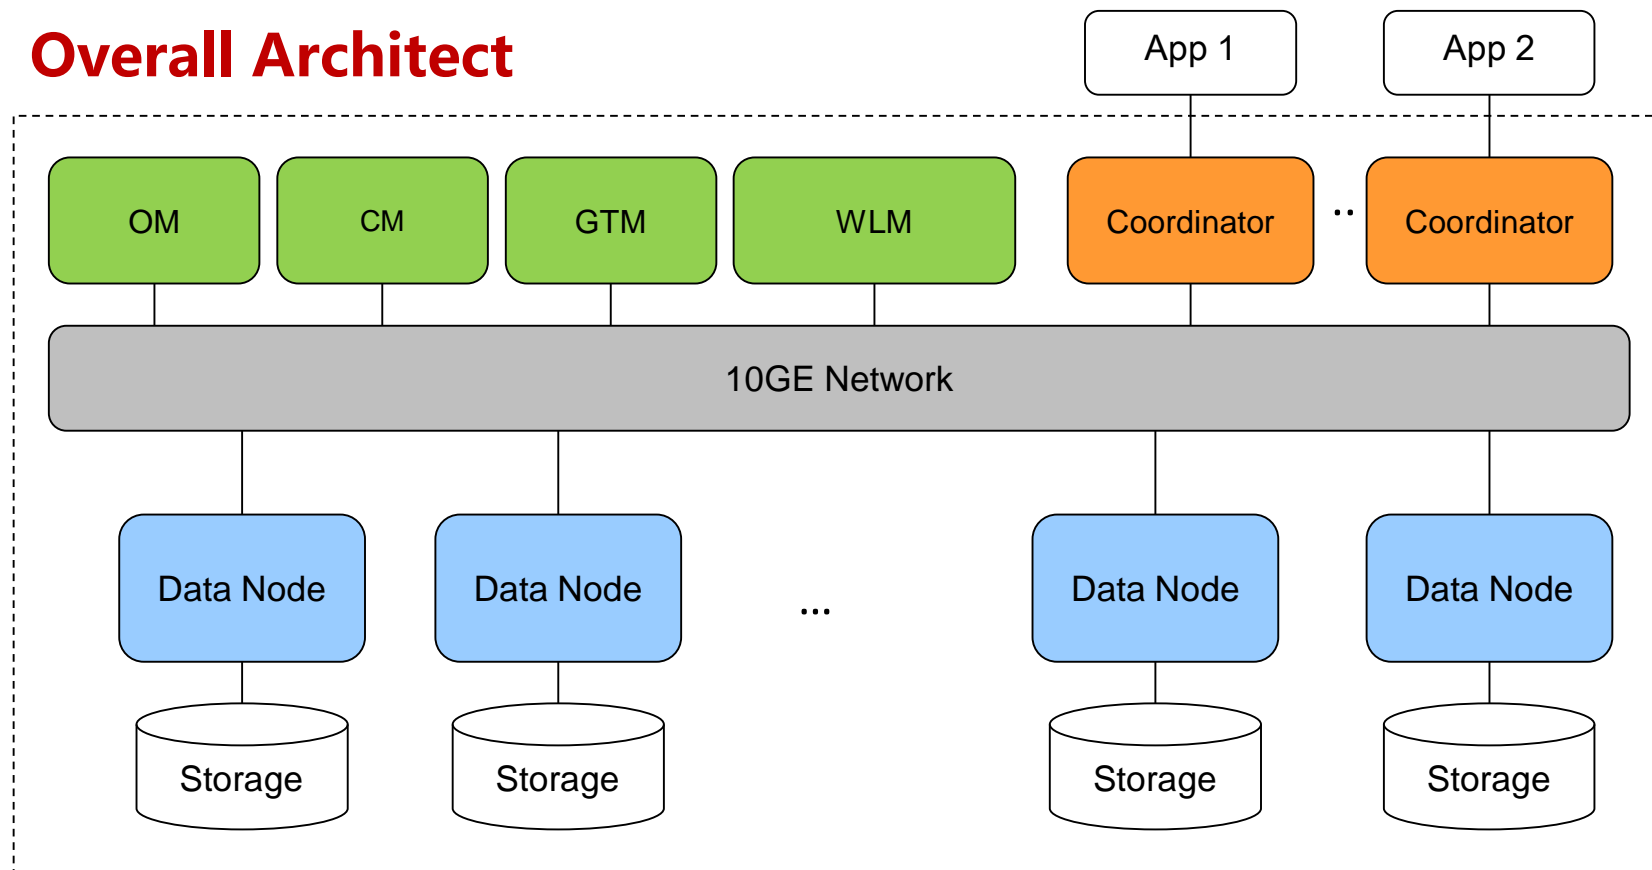 Overall Architect
App 1
App 2
OM
CM
GTM
WLM
Coordinator
..
Coordinator
10GE Network
Data Node
Data Node
...
Data Node
Data Node
Storage
Storage
Storage
Storage